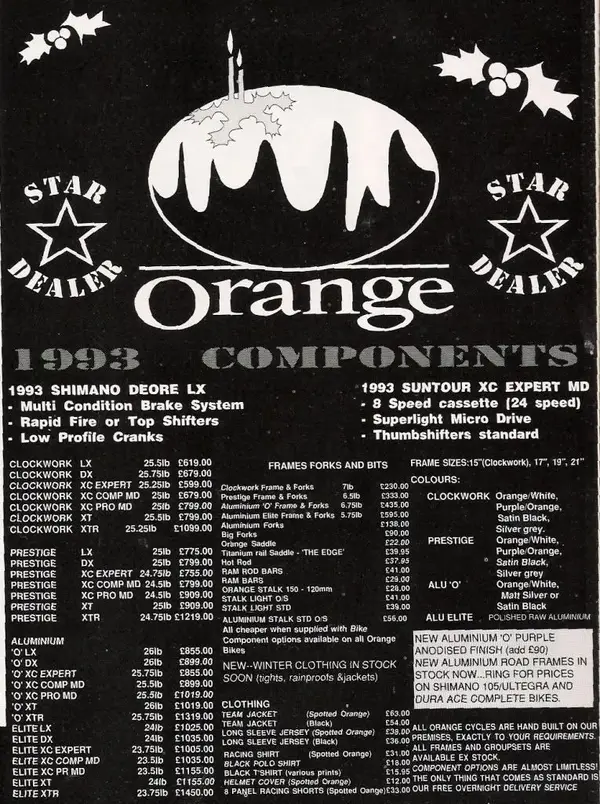 STAR
DEALER
STAR
DEALER
Orange
1993 COMPONENTS
1993 SHIMANO DEORE LX
- Multi Condition Brake System
- Rapid Fire or Top Shifters
- Low Profile Cranks
1993 SUNTOUR XC EXPERT MD
- 8 Speed cassette (24 speed)
- Superlight Micro Drive
- Thumbshifters standard
CLOCKWORK LX 25.5lb £619.00
CLOCKWORK DX 25.5lb £679.00
CLOCKWORK XC EXPERT 25.25lb £599.00
CLOCKWORK XC COMP MD 25lb £679.00
CLOCKWORK XC PRO MD 25lb £799.00
CLOCKWORK XT 25.5lb £799.00
CLOCKWORK XTR 25.25lb £1099.00
PRESTIGE LX 25lb £775.00
PRESTIGE DX 25lb £799.00
PRESTIGE XC EXPERT 24.75lb £755.00
PRESTIGE XC COMP MD 24.5lb £799.00
PRESTIGE XC PRO MD 24.5lb £909.00
PRESTIGE XT 25lb £909.00
PRESTIGE XTR 24.75lb £1219.00
ALUMINIUM
'O' LX 26lb £855.00
'O' DX 26lb £899.00
'O' XC EXPERT 25.75lb £855.00
'O' XC COMP MD 25.5lb £899.00
'O' XC PRO MD 25.5lb £1019.00
'O' XT 26lb £1019.00
'O' XTR 25.75lb £1319.00
ELITE LX 24lb £1025.00
ELITE DX 24lb £1035.00
ELITE XC EXPERT 23.75lb £1005.00
ELITE XC COMP MD 23.5lb £1035.00
ELITE XC PR MD 23.5lb £1155.00
ELITE XT 24lb £1155.00
ELITE XTR 23.75lb £1450.00
FRAMES FORKS AND BITS
Clockwork Frame & Forks 7lb £230.00
Prestige Frame & Forks 6.5lb £333.00
Aluminium 'O' Frame & Forks 6.75lb £435.00
Aluminium Elite Frame & Forks 5.75lb £595.00
Aluminium Forks £138.00
Big Forks £90.00
Orange Saddle £22.00
Titanium rail Saddle - 'THE EDGE' £39.95
Hot Rod £37.95
RAM ROD BARS £41.00
RAM BARS £29.00
ORANGE STALK 150 - 120mm £28.00
STALK LIGHT O/S £41.00
STALK LIGHT STD £39.00
ALUMINIUM STALK STD O/S £56.00
All cheaper when supplied with Bike
Component options available on all Orange
Bikes
NEW--WINTER CLOTHING IN STOCK
SOON (tights, rainproofs &jackets)
CLOTHING
TEAM JACKET (Spotted Orange) £63.00
TEAM JACKET (Black) £54.00
LONG SLEEVE JERSEY (Spotted Orange) £38.00
LONG SLEEVE JERSEY (Black) £36.00
RACING SHIRT (Spotted Orange) £31.00
BLACK POLO SHIRT £18.00
BLACK T'SHIRT (various prints) £15.95
HELMET COVER (Spotted Orange) £12.00
8 PANEL RACING SHORTS (Spotted Orange) £33.00
FRAME SIZES:15"(Clockwork), 17", 19", 21"
COLOURS:
CLOCKWORK Orange/White,
Purple/Orange,
Satin Black,
Silver grey.
PRESTIGE Orange/White,
Purple/Orange,
Satin Black,
Silver grey
ALU 'O' Orange/White,
Matt Silver or
Satin Black
ALU ELITE POLISHED RAW ALUMINIUM
NEW ALUMINIUM 'O' PURPLE
ANODISED FINISH (add £90)
NEW ALUMINIUM ROAD FRAMES IN
STOCK NOW...RING FOR PRICES
ON SHIMANO 105/ULTEGRA AND
DURA ACE COMPLETE BIKES.
ALL ORANGE CYCLES ARE HAND BUILT ON OUR
PREMISES, EXACTLY TO YOUR REQUIREMENTS.
ALL FRAMES AND GROUPSETS ARE
AVAILABLE EX STOCK.
COMPONENT OPTIONS ARE ALMOST LIMITLESS!
THE ONLY THING THAT COMES AS STANDARD IS
OUR FREE OVERNIGHT DELIVERY SERVICE